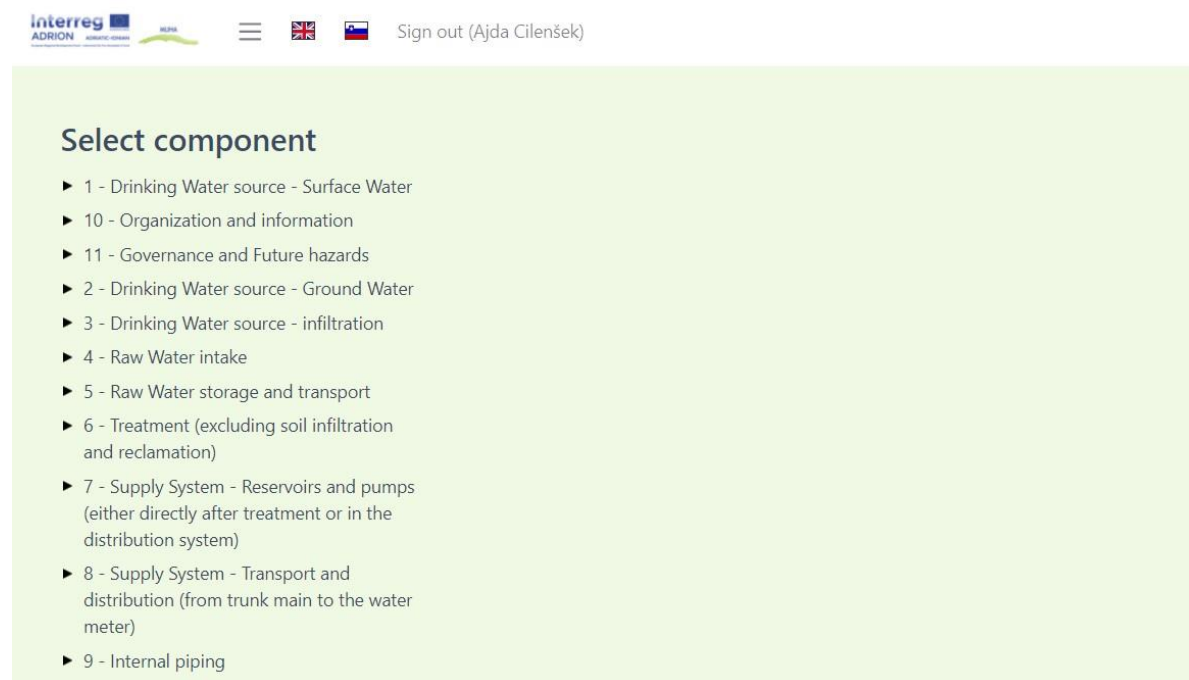 Interreg
ADRION ADRIATIC-IONIAN
MUHA
Sign out (Ajda Cilenšek)
Select component
1 - Drinking Water source - Surface Water
10 - Organization and information
11 - Governance and Future hazards
2 - Drinking Water source - Ground Water
3 - Drinking Water source - infiltration
4 - Raw Water intake
5 - Raw Water storage and transport
6 - Treatment (excluding soil infiltration
and reclamation)
7 - Supply System - Reservoirs and pumps
(either directly after treatment or in the
distribution system)
8 - Supply System - Transport and
distribution (from trunk main to the water
meter)
9 - Internal piping